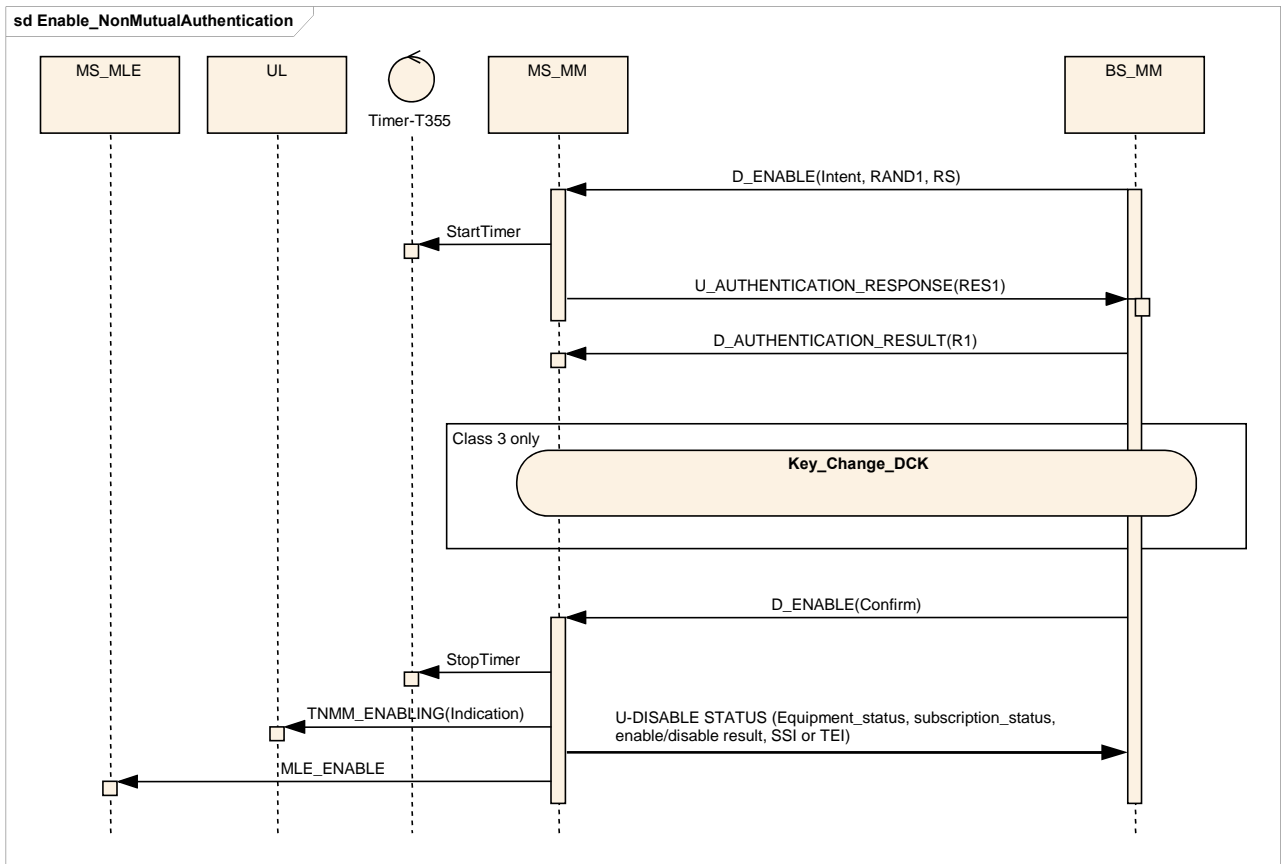 sd Enable_NonMutualAuthentication
MS_MLE
UL
Timer-T355
MS_MM
BS_MM
D_ENABLE(Intent, RAND1, RS)
StartTimer
U_AUTHENTICATION_RESPONSE(RES1)
D_AUTHENTICATION_RESULT(R1)
Class 3 only
Key_Change_DCK
D_ENABLE(Confirm)
StopTimer
TNMM_ENABLING(Indication)
U-DISABLE STATUS (Equipment_status, subscription_status,
enable/disable result, SSI or TEI)
MLE_ENABLE